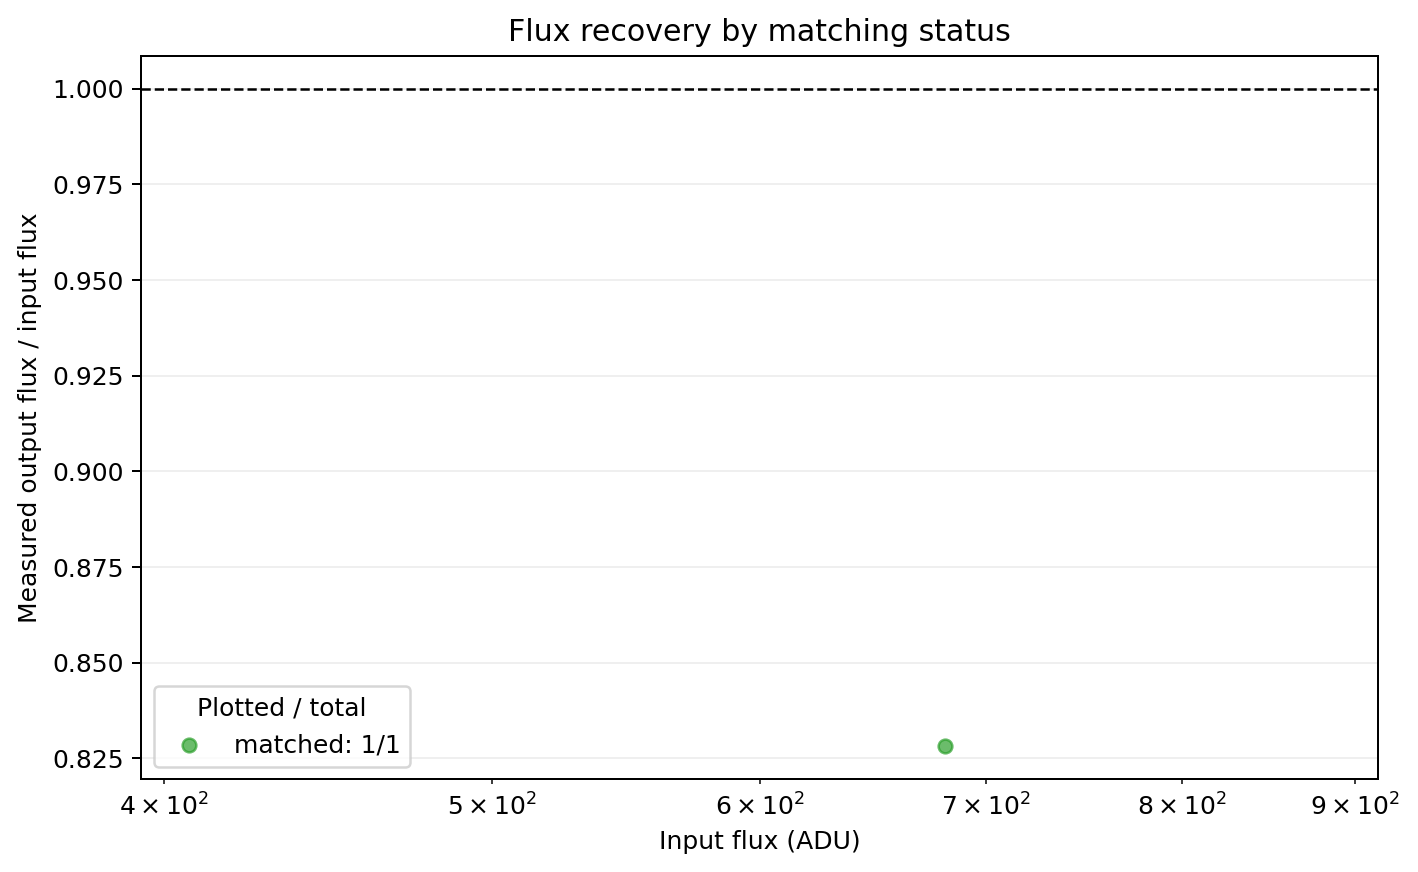 Flux recovery by matching status
Measured output flux / input flux
1.000
0.975
0.950
0.925
0.900
0.875
0.850
0.825
Plotted / total
matched: 1/1
4 × 10²
5 × 10²
6 × 10²
7 × 10²
8 × 10²
9 × 10²
Input flux (ADU)